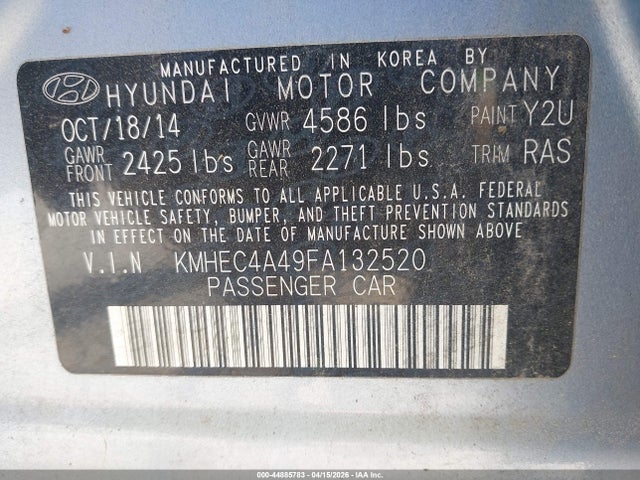 MANUFACTURED IN KOREA BY
HYUNDAI MOTOR COMPANY
OCT/18/14 GVWR 4586 lbs PAINT Y2U
GAWR FRONT 2425 lbs GAWR REAR 2271 lbs TRIM RAS
THIS VEHICLE CONFORMS TO ALL APPLICABLE U.S.A. FEDERAL
MOTOR VEHICLE SAFETY, BUMPER, AND THEFT PREVENTION STANDARDS
IN EFFECT ON THE DATE OF MANUFACTURE SHOWN ABOVE
V.I.N KMHEC4A49FA132520
PASSENGER CAR
000-44885783 - 04/15/2026 - IAAI.COM